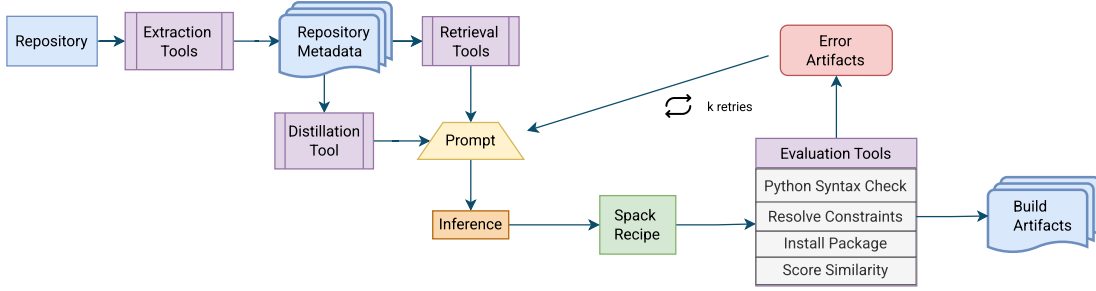 Repository
Extraction
Tools
Repository
Metadata
Retrieval
Tools
Error
Artifacts
k retries
Distillation
Tool
Prompt
Evaluation Tools
Python Syntax Check
Resolve Constraints
Install Package
Score Similarity
Inference
Spack
Recipe
Build
Artifacts